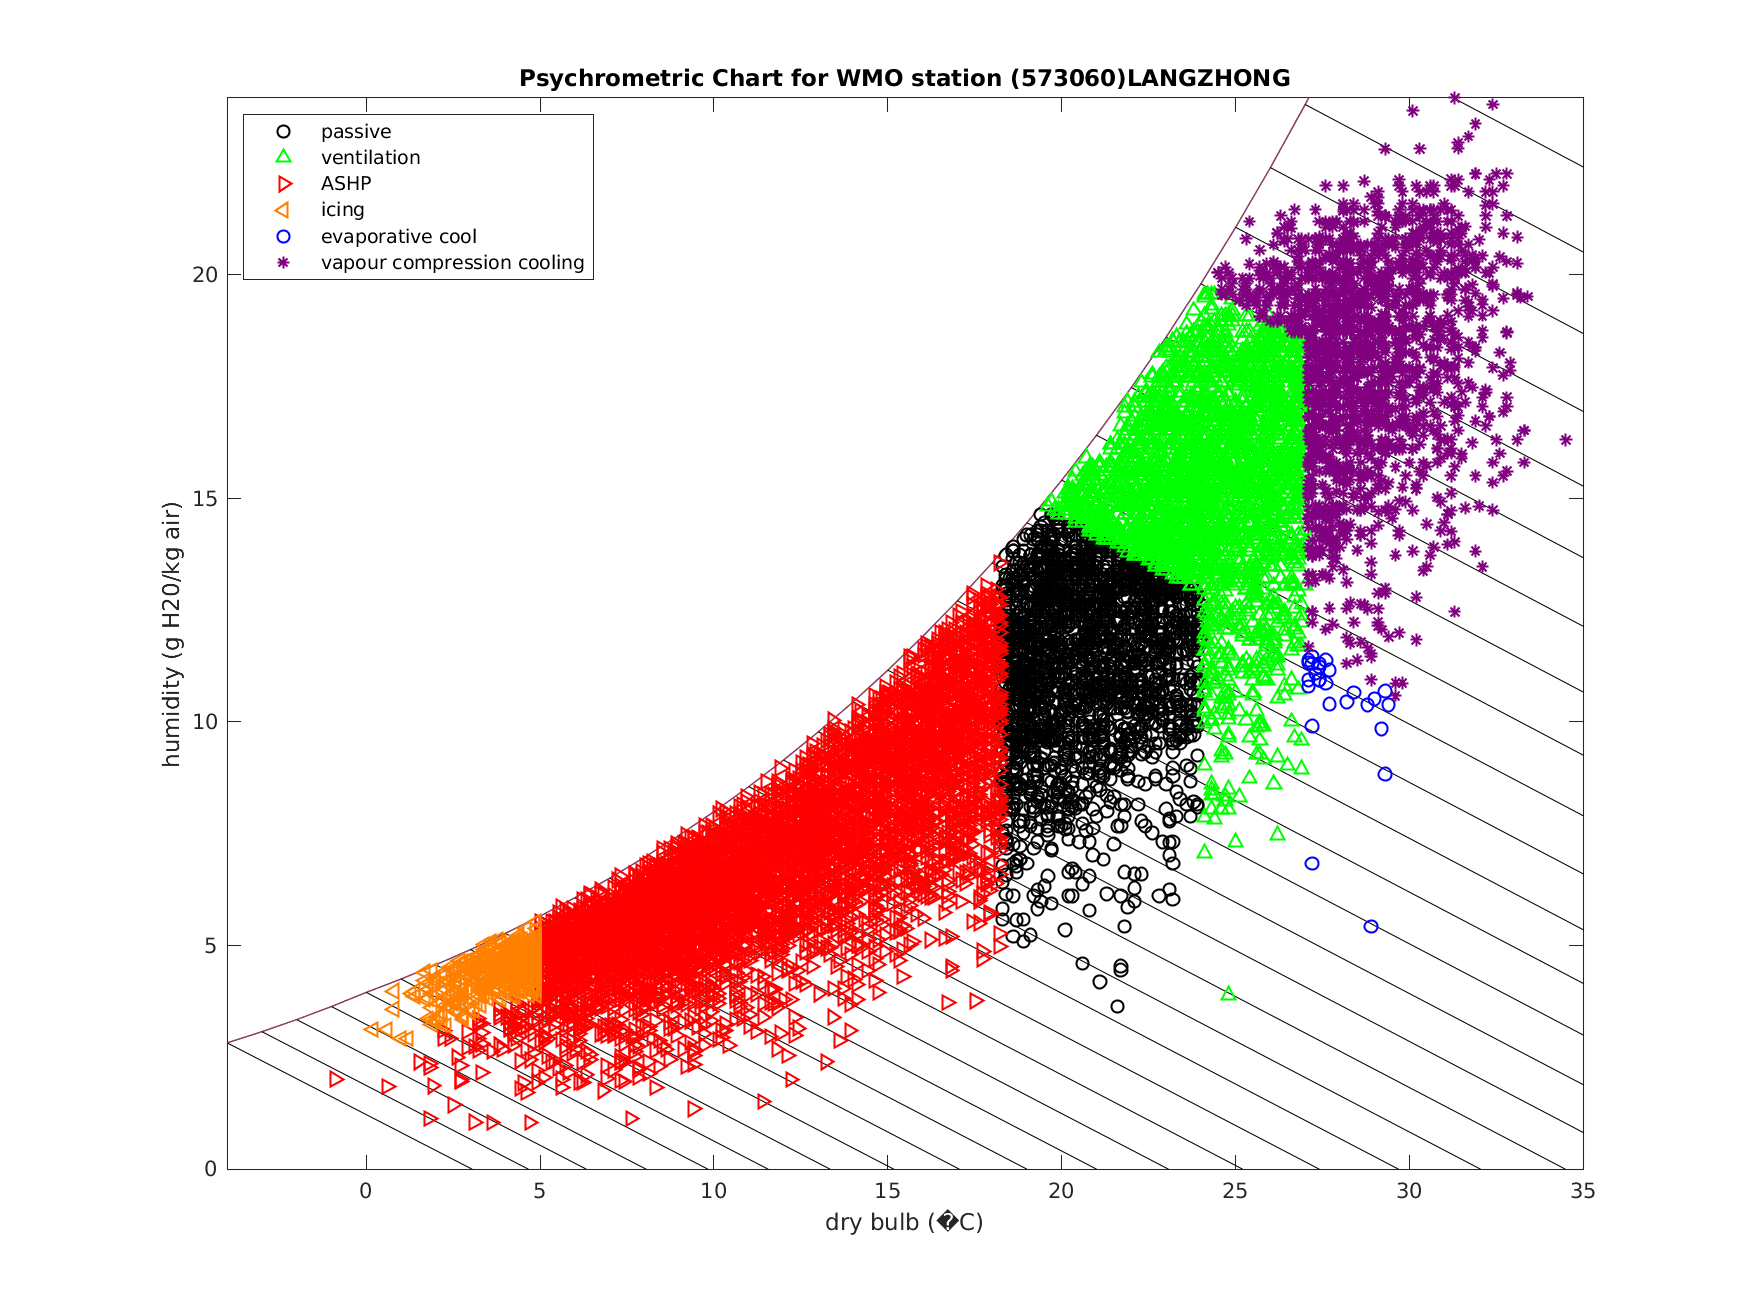 Psychrometric Chart for WMO station (573060)LANGZHONG
passive
ventilation
ASHP
icing
evaporative cool
vapour compression cooling
humidity (g H20/kg air)
20
15
10
5
0
0 5 10 15 20 25 30 35
dry bulb (�C)